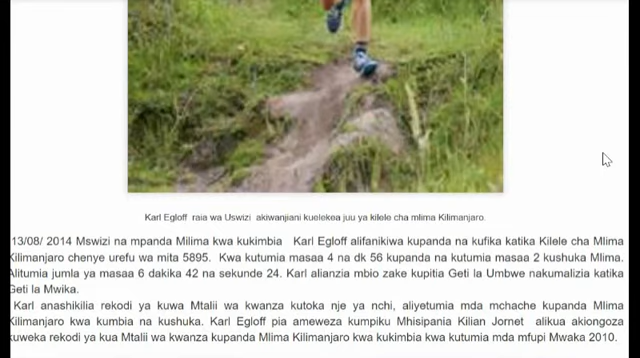 Karl Egloff raia wa Uswizi akiwanjiani kuelekea juu ya kilele cha mlima Kilimanjaro.
13/08/ 2014 Mswizi na mpanda Milima kwa kukimbia Karl Egloff alifanikiwa kupanda na kufika katika Kilele cha Mlima
Kilimanjaro chenye urefu wa mita 5895. Kwa kutumia masaa 4 na dk 56 kupanda na kutumia masaa 2 kushuka Mlima.
Alitumia jumla ya masaa 6 dakika 42 na sekunde 24. Karl alianzia mbio zake kupitia Geti la Umbwe nakumalizia katika
Geti la Mwika.
Karl anashikilia rekodi ya kuwa Mtalii wa kwanza kutoka nje ya nchi, aliyetumia mda mchache kupanda Mlima
Kilimanjaro kwa kumbia na kushuka. Karl Egloff pia ameweza kumpiku Mhisipania Kilian Jornet alikua akiongoza
kuweka rekodi ya kua Mtalii wa kwanza kupanda Mlima Kilimanjaro kwa kukimbia kwa kutumia mda mfupi Mwaka 2010.